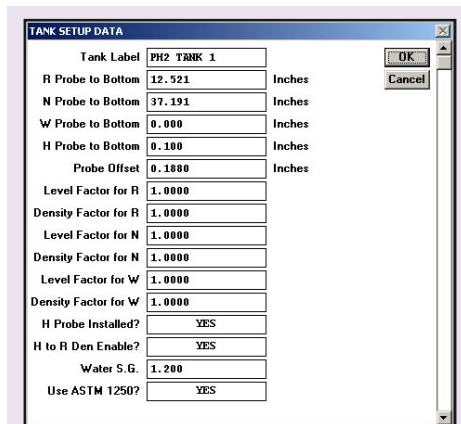 TANK SETUP DATA
Tank Label PH2 TANK 1 OK
R Probe to Bottom 12.521 Inches Cancel
N Probe to Bottom 37.191 Inches
W Probe to Bottom 0.000 Inches
H Probe to Bottom 0.100 Inches
Probe Offset 0.1880 Inches
Level Factor for R 1.0000
Density Factor for R 1.0000
Level Factor for N 1.0000
Density Factor for N 1.0000
Level Factor for W 1.0000
Density Factor for W 1.0000
H Probe Installed? YES
H to R Den Enable? YES
Water S.G. 1.200
Use ASTM 1250? YES